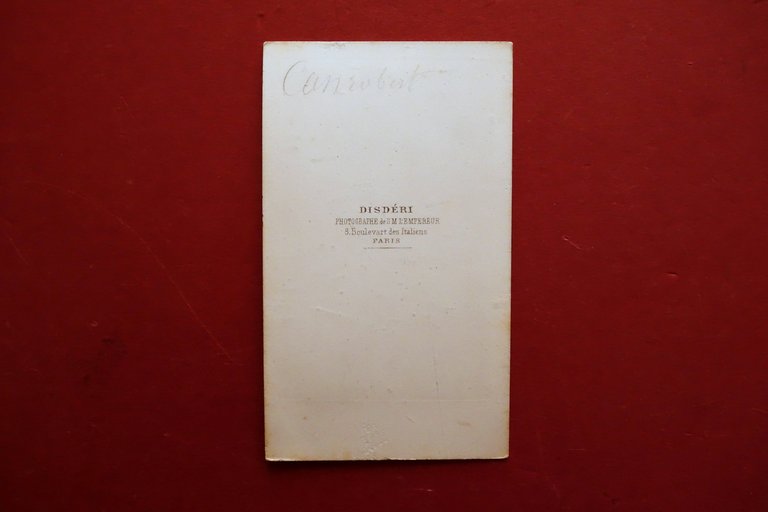 Canrobert
DISDÉRI
PHOTOGRAPHE de S.M. L'EMPEREUR
8. Boulevart des Italiens
PARIS